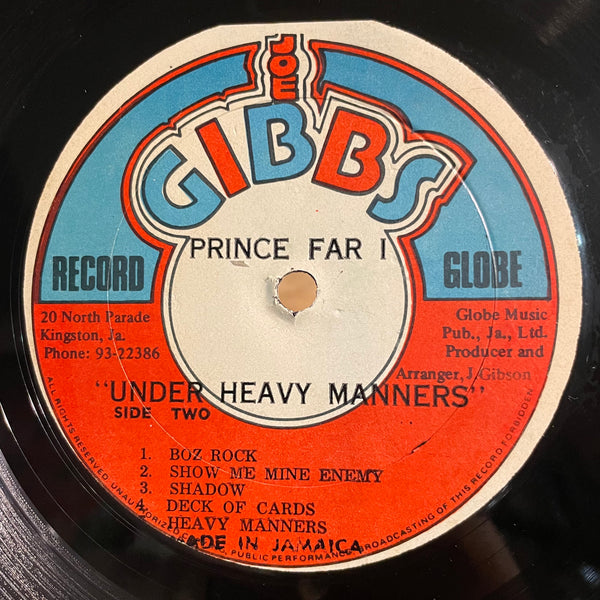 JOE
GIBBS
PRINCE FAR I
RECORD GLOBE
20 North Parade
Kingston, Ja.
Phone: 93-22386
Globe Music
Pub., Ja., Ltd.
Producer and
Arranger, J. Gibson
"UNDER HEAVY MANNERS"
SIDE TWO
1. BOZ ROCK
2. SHOW ME MINE ENEMY
3. SHADOW
4. DECK OF CARDS
HEAVY MANNERS
ADE IN JAMAICA
ALL RIGHTS RESERVED UNAUTHORIZED PUBLIC PERFORMANCE, BROADCASTING OF THIS RECORD FORBIDDEN